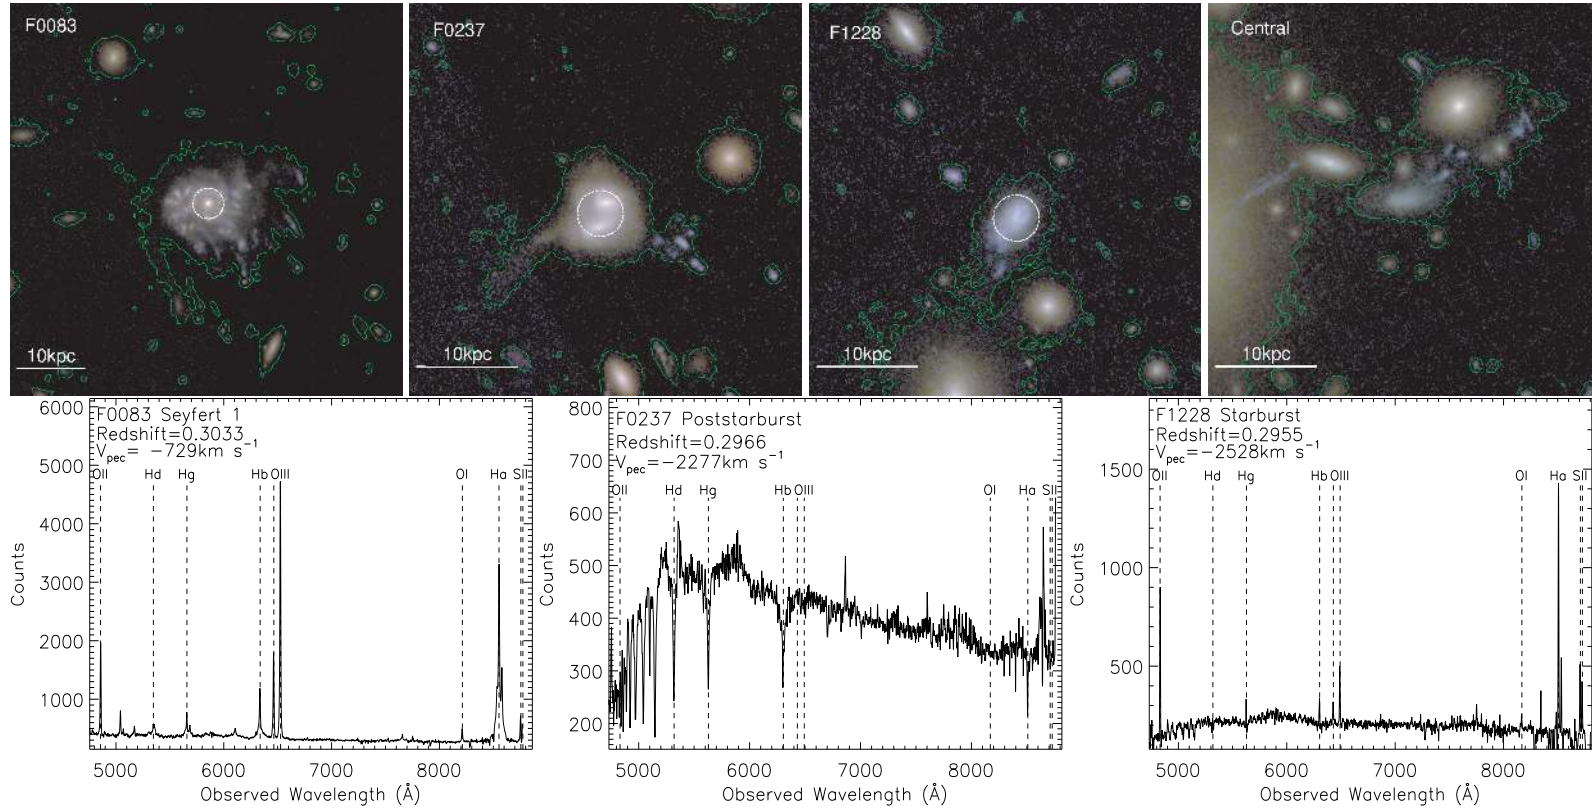 F0083
F0237
F1228
Central
10kpc
10kpc
10kpc
10kpc
F0083 Seyfert 1
Redshift=0.3033
Vpec= −729km s−1
OII Hd Hg Hb OIII OI Ha SII
6000
5000
4000
3000
2000
1000
Counts
5000 6000 7000 8000
Observed Wavelength (Å)
F0237 Poststarburst
Redshift=0.2966
Vpec=−2277km s−1
OII Hd Hg Hb OIII OI Ha SII
800
700
600
500
400
300
200
Counts
5000 6000 7000 8000
Observed Wavelength (Å)
F1228 Starburst
Redshift=0.2955
Vpec=−2528km s−1
OII Hd Hg Hb OIII OI Ha SII
1500
1000
500
Counts
5000 6000 7000 8000
Observed Wavelength (Å)